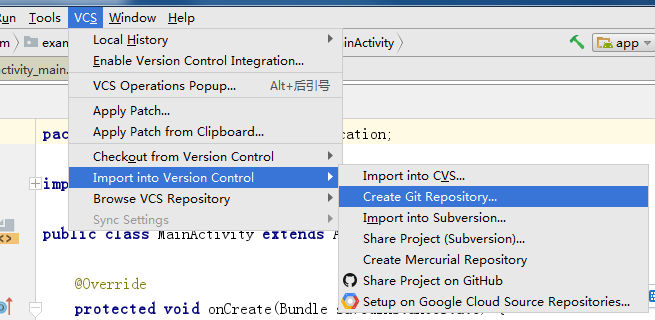 Run Tools VCS Window Help
exam
inActivity
app
ctivity_main.
Local History
Enable Version Control Integration...
VCS Operations Popup... Alt+后引号
Apply Patch...
Apply Patch from Clipboard...
Checkout from Version Control
Import into Version Control
Browse VCS Repository
Sync Settings
Import into CVS...
Create Git Repository...
Import into Subversion...
Share Project (Subversion)...
Create Mercurial Repository
Share Project on GitHub
Setup on Google Cloud Source Repositories...
pac
ication;
imp
public class MainActivity extends A
@Override
protected void onCreate(Bundle